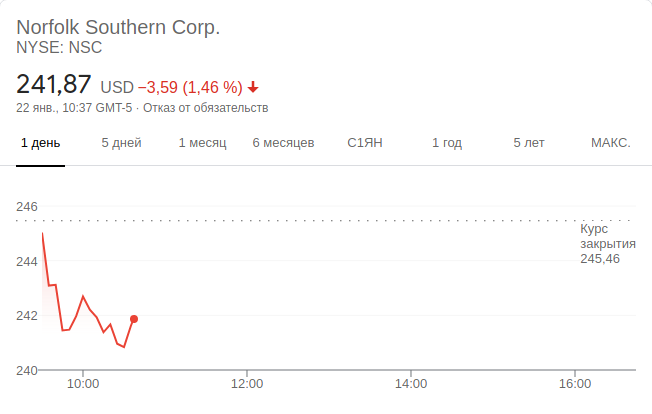 Norfolk Southern Corp.
NYSE: NSC
241,87 USD −3,59 (1,46 %)
22 янв., 10:37 GMT-5 · Отказ от обязательств
1 день 5 дней 1 месяц 6 месяцев С1ЯН 1 год 5 лет МАКС.
246
Курс
закрытия
245,46
244
242
240
10:00 12:00 14:00 16:00